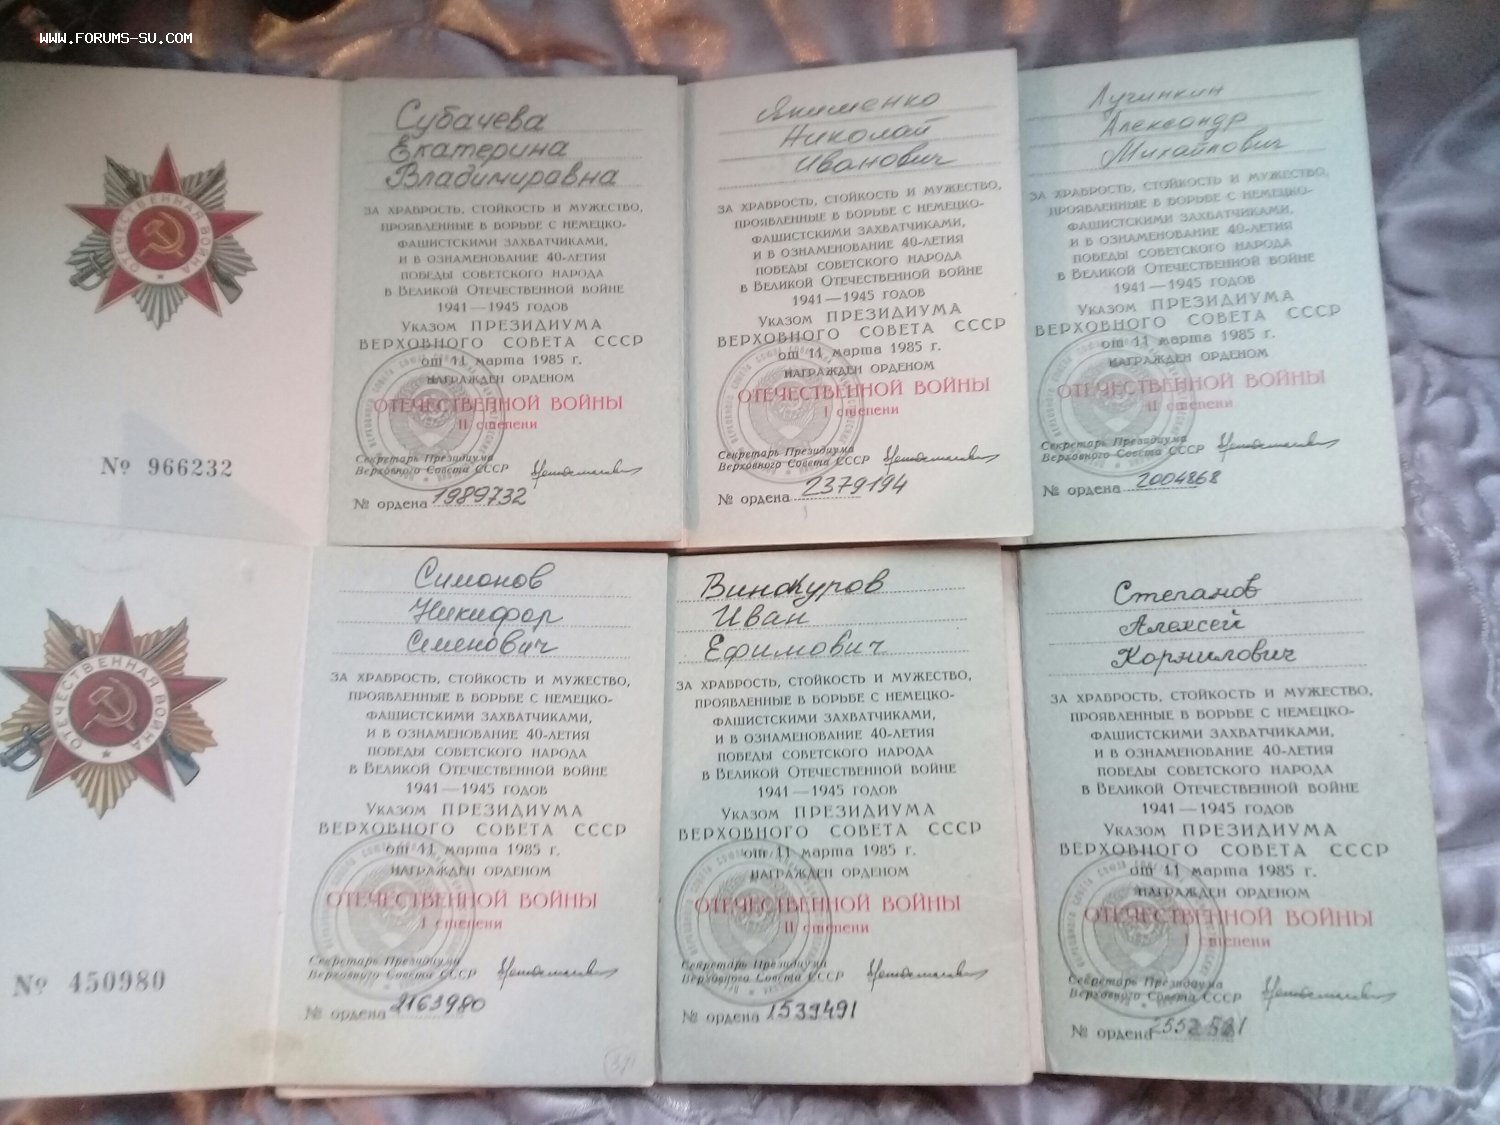 WWW.FORUMS-SU.COM
ОТЕЧЕСТВЕННАЯ ВОЙНА
№ 966232
Субачева
Екатерина
Владимировна
ЗА ХРАБРОСТЬ, СТОЙКОСТЬ И МУЖЕСТВО,
ПРОЯВЛЕННЫЕ В БОРЬБЕ С НЕМЕЦКО-
ФАШИСТСКИМИ ЗАХВАТЧИКАМИ,
И В ОЗНАМЕНОВАНИЕ 40-ЛЕТИЯ
ПОБЕДЫ СОВЕТСКОГО НАРОДА
В ВЕЛИКОЙ ОТЕЧЕСТВЕННОЙ ВОЙНЕ
1941—1945 ГОДОВ
УКАЗОМ ПРЕЗИДИУМА
ВЕРХОВНОГО СОВЕТА СССР
от 11 марта 1985 г.
НАГРАЖДЕН ОРДЕНОМ
ОТЕЧЕСТВЕННОЙ ВОЙНЫ
II степени
Секретарь Президиума
Верховного Совета СССР
№ ордена 1989732
Якименко
Николай
Иванович
ЗА ХРАБРОСТЬ, СТОЙКОСТЬ И МУЖЕСТВО,
ПРОЯВЛЕННЫЕ В БОРЬБЕ С НЕМЕЦКО-
ФАШИСТСКИМИ ЗАХВАТЧИКАМИ,
И В ОЗНАМЕНОВАНИЕ 40-ЛЕТИЯ
ПОБЕДЫ СОВЕТСКОГО НАРОДА
В ВЕЛИКОЙ ОТЕЧЕСТВЕННОЙ ВОЙНЕ
1941—1945 ГОДОВ
УКАЗОМ ПРЕЗИДИУМА
ВЕРХОВНОГО СОВЕТА СССР
от 11 марта 1985 г.
НАГРАЖДЕН ОРДЕНОМ
ОТЕЧЕСТВЕННОЙ ВОЙНЫ
I степени
Секретарь Президиума
Верховного Совета СССР
№ ордена 2379194
Лучинкин
Александр
Михайлович
ЗА ХРАБРОСТЬ, СТОЙКОСТЬ И МУЖЕСТВО,
ПРОЯВЛЕННЫЕ В БОРЬБЕ С НЕМЕЦКО-
ФАШИСТСКИМИ ЗАХВАТЧИКАМИ,
И В ОЗНАМЕНОВАНИЕ 40-ЛЕТИЯ
ПОБЕДЫ СОВЕТСКОГО НАРОДА
В ВЕЛИКОЙ ОТЕЧЕСТВЕННОЙ ВОЙНЕ
1941—1945 ГОДОВ
УКАЗОМ ПРЕЗИДИУМА
ВЕРХОВНОГО СОВЕТА СССР
от 11 марта 1985 г.
НАГРАЖДЕН ОРДЕНОМ
ОТЕЧЕСТВЕННОЙ ВОЙНЫ
II степени
Секретарь Президиума
Верховного Совета СССР
№ ордена 2004868
ОТЕЧЕСТВЕННАЯ ВОЙНА
№ 450980
Симонов
Никифор
Семенович
ЗА ХРАБРОСТЬ, СТОЙКОСТЬ И МУЖЕСТВО,
ПРОЯВЛЕННЫЕ В БОРЬБЕ С НЕМЕЦКО-
ФАШИСТСКИМИ ЗАХВАТЧИКАМИ,
И В ОЗНАМЕНОВАНИЕ 40-ЛЕТИЯ
ПОБЕДЫ СОВЕТСКОГО НАРОДА
В ВЕЛИКОЙ ОТЕЧЕСТВЕННОЙ ВОЙНЕ
1941—1945 ГОДОВ
УКАЗОМ ПРЕЗИДИУМА
ВЕРХОВНОГО СОВЕТА СССР
от 11 марта 1985 г.
НАГРАЖДЕН ОРДЕНОМ
ОТЕЧЕСТВЕННОЙ ВОЙНЫ
I степени
Секретарь Президиума
Верховного Совета СССР
№ ордена 2163980
Винокуров
Иван
Ефимович
ЗА ХРАБРОСТЬ, СТОЙКОСТЬ И МУЖЕСТВО,
ПРОЯВЛЕННЫЕ В БОРЬБЕ С НЕМЕЦКО-
ФАШИСТСКИМИ ЗАХВАТЧИКАМИ,
И В ОЗНАМЕНОВАНИЕ 40-ЛЕТИЯ
ПОБЕДЫ СОВЕТСКОГО НАРОДА
В ВЕЛИКОЙ ОТЕЧЕСТВЕННОЙ ВОЙНЕ
1941—1945 ГОДОВ
УКАЗОМ ПРЕЗИДИУМА
ВЕРХОВНОГО СОВЕТА СССР
от 11 марта 1985 г.
НАГРАЖДЕН ОРДЕНОМ
ОТЕЧЕСТВЕННОЙ ВОЙНЫ
II степени
Секретарь Президиума
Верховного Совета СССР
№ ордена 1539491
Степанов
Алексей
Корнилович
ЗА ХРАБРОСТЬ, СТОЙКОСТЬ И МУЖЕСТВО,
ПРОЯВЛЕННЫЕ В БОРЬБЕ С НЕМЕЦКО-
ФАШИСТСКИМИ ЗАХВАТЧИКАМИ,
И В ОЗНАМЕНОВАНИЕ 40-ЛЕТИЯ
ПОБЕДЫ СОВЕТСКОГО НАРОДА
В ВЕЛИКОЙ ОТЕЧЕСТВЕННОЙ ВОЙНЕ
1941—1945 ГОДОВ
УКАЗОМ ПРЕЗИДИУМА
ВЕРХОВНОГО СОВЕТА СССР
от 11 марта 1985 г.
НАГРАЖДЕН ОРДЕНОМ
ОТЕЧЕСТВЕННОЙ ВОЙНЫ
I степени
Секретарь Президиума
Верховного Совета СССР
№ ордена